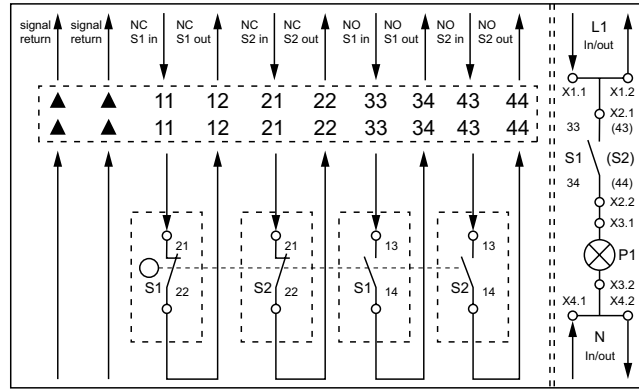 signal return
signal return
NC S1 in
NC S1 out
NC S2 in
NC S2 out
NO S1 in
NO S1 out
NO S2 in
NO S2 out
▲ ▲ 11 12 21 22 33 34 43 44
▲ ▲ 11 12 21 22 33 34 43 44
21 21 13 13
S1 S2 S1 S2
22 22 14 14
L1
In/out
X1.1 X1.2
X2.1
33 (43)
S1 (S2)
34 (44)
X2.2
X3.1
P1
X3.2
X4.1 X4.2
N
In/out